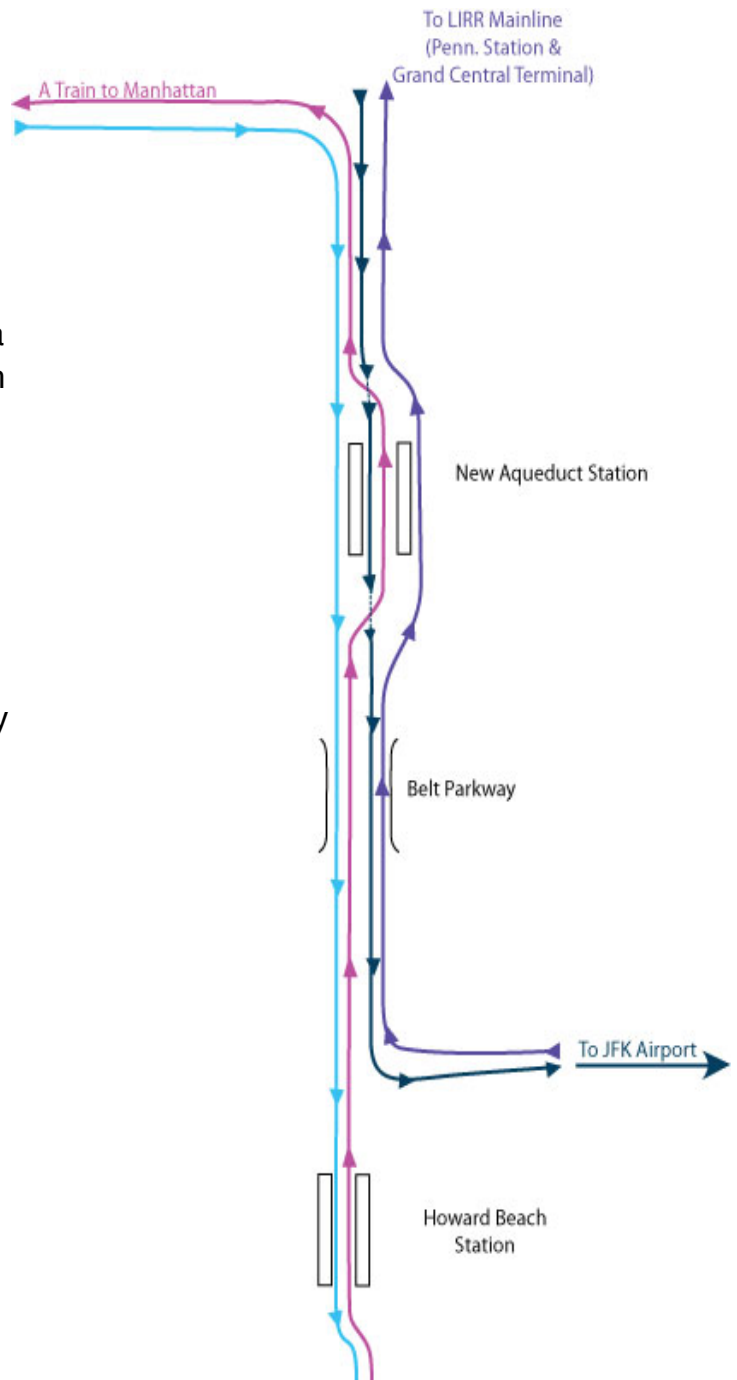 To LIRR Mainline
(Penn. Station &
Grand Central Terminal)
A Train to Manhattan
New Aqueduct Station
Belt Parkway
To JFK Airport
Howard Beach
Station